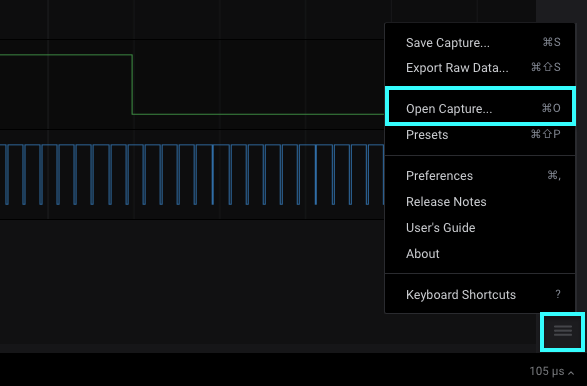 Save Capture... ⌘S
Export Raw Data... ⌘⇧S
Open Capture... ⌘O
Presets ⌘⇧P
Preferences ⌘,
Release Notes
User's Guide
About
Keyboard Shortcuts ?
105 μs